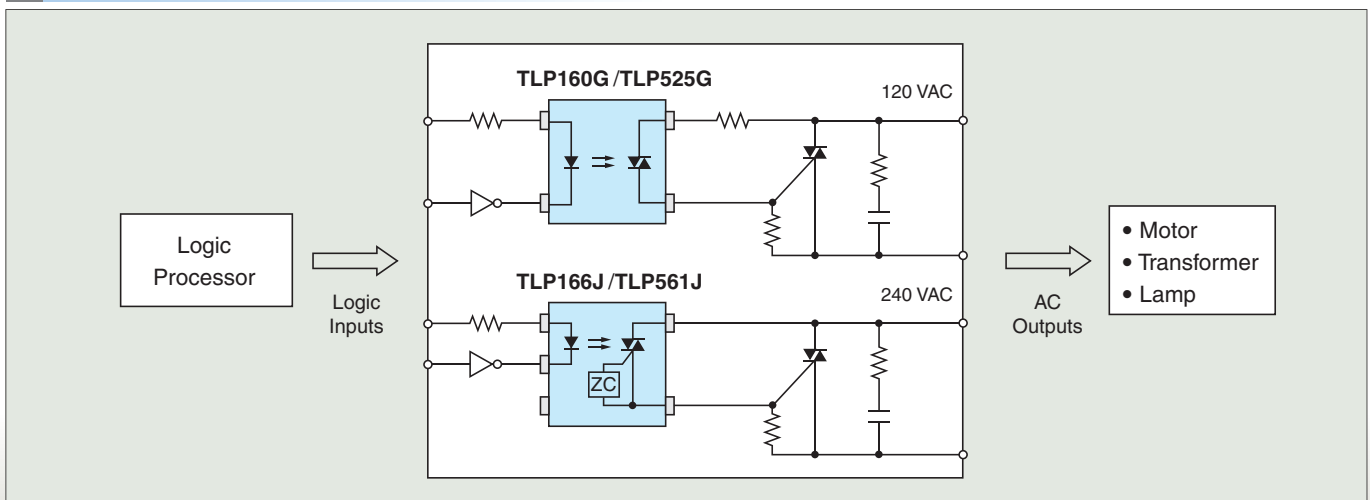 Logic
Processor
Logic
Inputs
TLP160G/TLP525G
120 VAC
TLP166J/TLP561J
240 VAC
ZC
AC
Outputs
• Motor
• Transformer
• Lamp